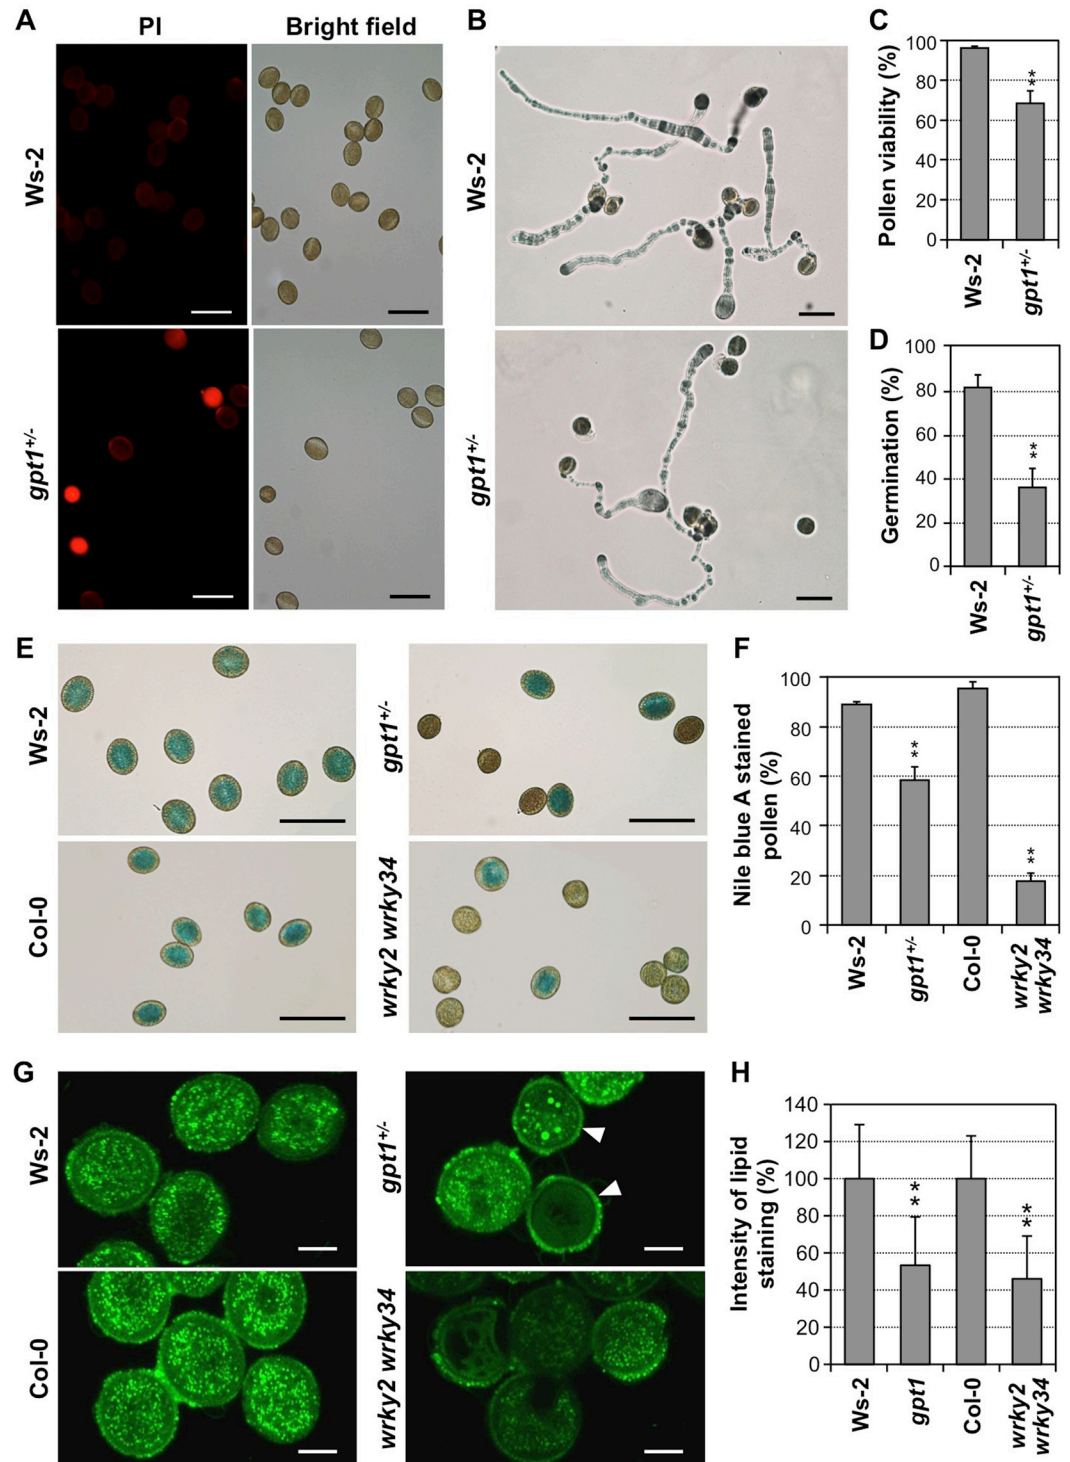 A
PI
Bright field
Ws-2
gpt1+/-
B
Ws-2
gpt1+/-
C
Pollen viability (%)
100
80
60
40
20
0
**
Ws-2
gpt1+/-
D
Germination (%)
100
80
60
40
20
0
**
Ws-2
gpt1+/-
E
Ws-2
gpt1+/-
Col-0
wrky2 wrky34
F
Nile blue A stained
pollen (%)
100
80
60
40
20
0
**
**
Ws-2
gpt1+/-
Col-0
wrky2
wrky34
G
Ws-2
gpt1+/-
Col-0
wrky2 wrky34
H
Intensity of lipid
staining (%)
140
120
100
80
60
40
20
0
**
**
Ws-2
gpt1
Col-0
wrky2
wrky34